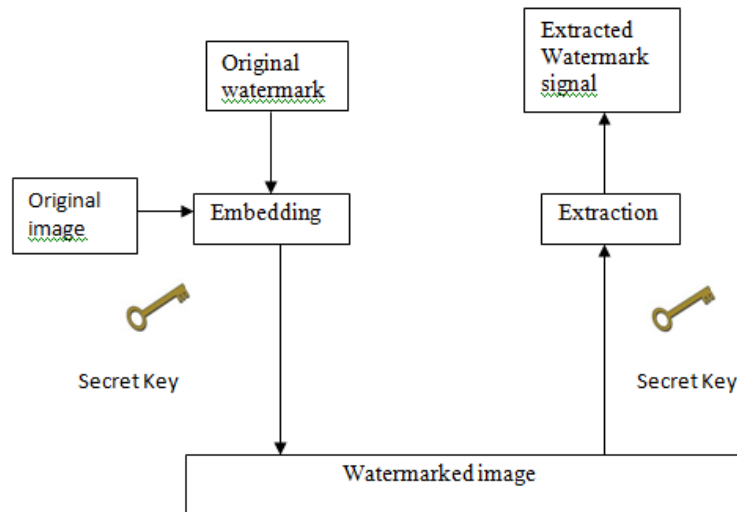 Original
watermark
Extracted
Watermark
signal
Original
image
Embedding
Extraction
Secret Key
Secret Key
Watermarked image